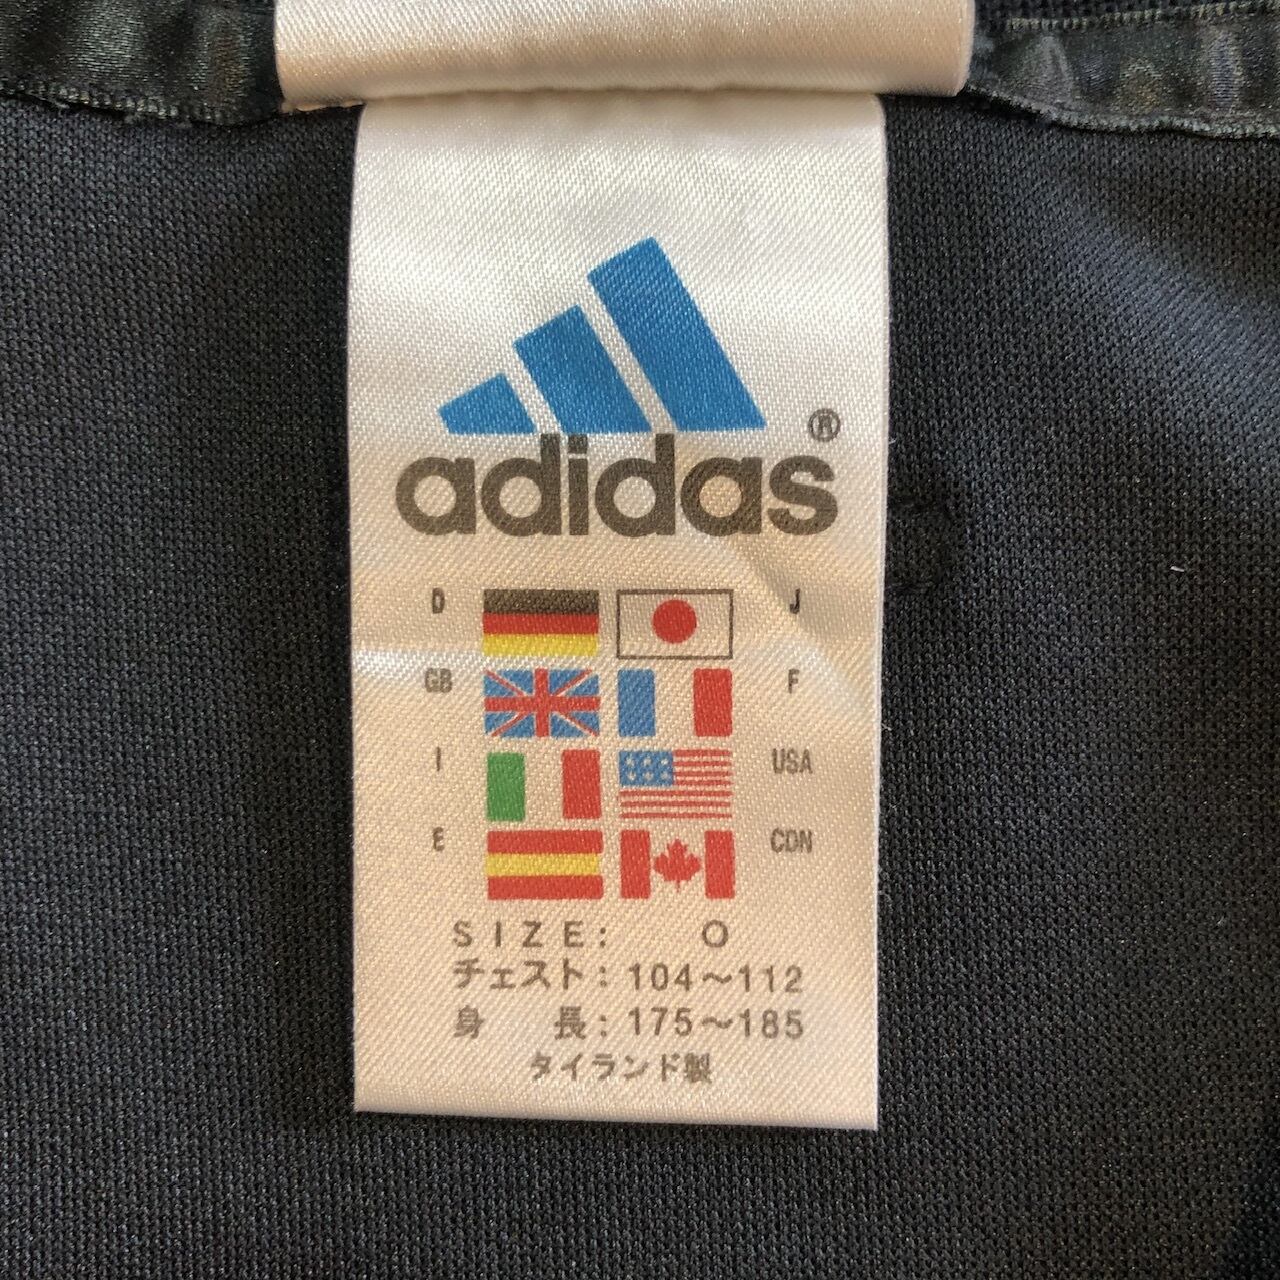 adidas®
D J
GB F
I USA
E CDN
SIZE: O
チェスト: 104～112
身　長: 175～185
タイランド製